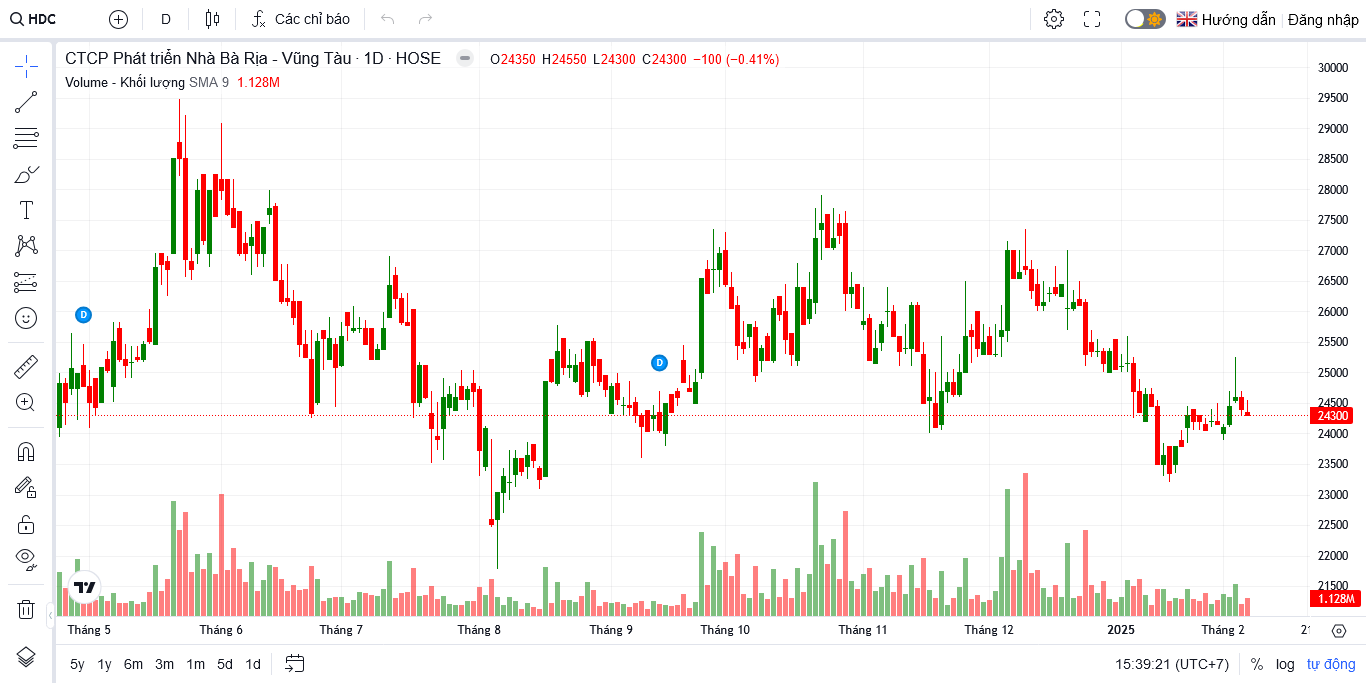 HDC D Các chỉ báo Hướng dẫn Đăng nhập
CTCP Phát triển Nhà Bà Rịa - Vũng Tàu · 1D · HOSE O24350 H24550 L24300 C24300 −100 (−0.41%)
Volume - Khối lượng SMA 9 1.128M
30000
29500
29000
28500
28000
27500
27000
26500
26000
D
25500
D
25000
24500
24300
24000
23500
23000
22500
22000
21500
1.128M
Tháng 5 Tháng 6 Tháng 7 Tháng 8 Tháng 9 Tháng 10 Tháng 11 Tháng 12 2025 Tháng 2
5y 1y 6m 3m 1m 5d 1d 15:39:21 (UTC+7) % log tự động